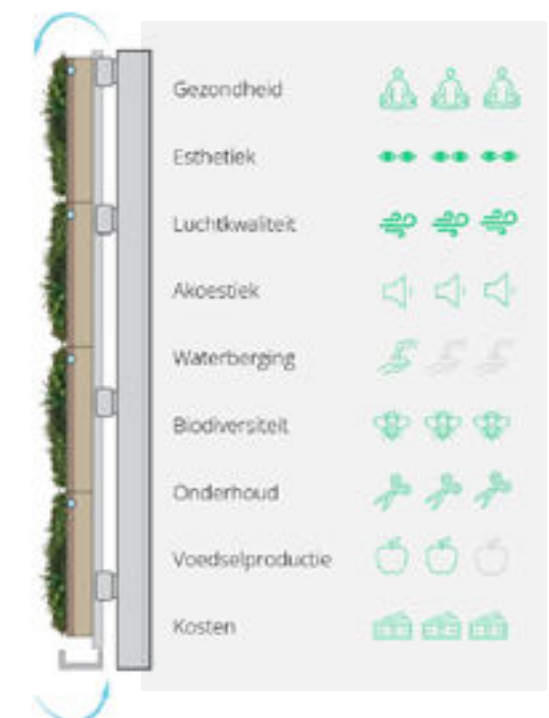 Gezondheid
Esthetiek
Luchtkwaliteit
Akoestiek
Waterberging
Biodiversiteit
Onderhoud
Voedselproductie
Kosten